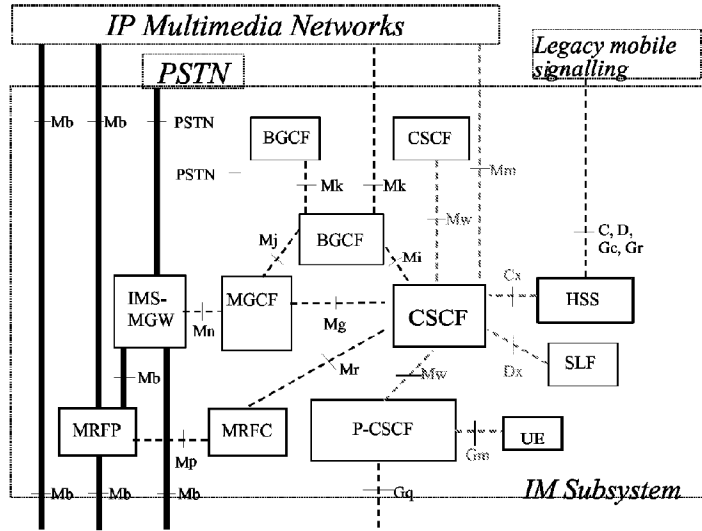 IP Multimedia Networks
Legacy mobile
signalling
PSTN
Mb
Mb
PSTN
BGCF
CSCF
PSTN
Mk
Mk
Mm
Mw
C, D,
Gc, Gr
Mj
BGCF
Mi
IMS-
MGW
Mn
MGCF
Mg
CSCF
Cx
HSS
Mb
Mr
Mw
Dx
SLF
MRFP
Mp
MRFC
P-CSCF
Gm
UE
Mb
Mb
Mb
Gq
IM Subsystem